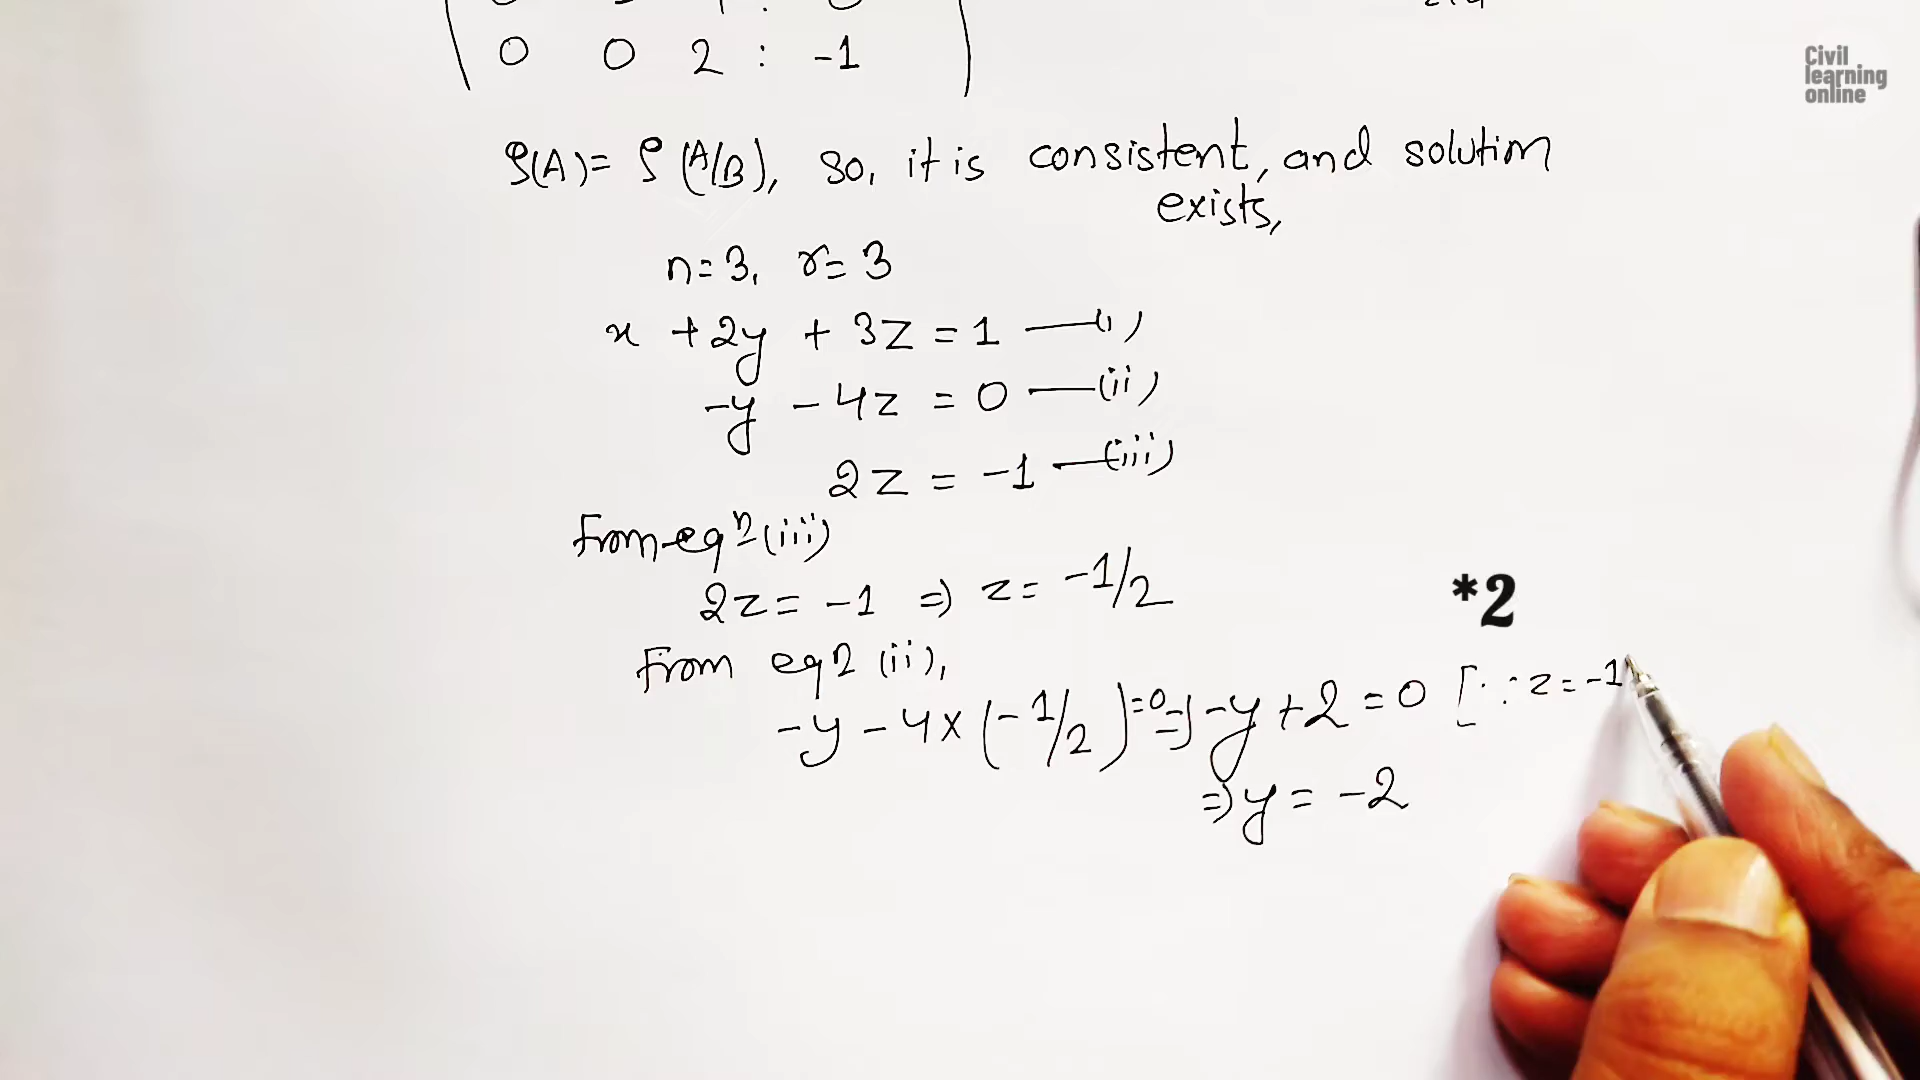 0 0 2 : -1
Civil
learning
online
ρ(A) = ρ(A/B), so, it is consistent, and solution
exists,
n=3, r=3
x + 2y + 3z = 1 —(i)
-y - 4z = 0 —(ii)
2z = -1 —(iii)
From eqn (iii)
2z = -1 ⇒ z = -1/2
*2
From eqn (ii),
-y - 4x (-1/2) =0 ⇒ -y + 2 = 0 [∵ z = -1
⇒ y = -2